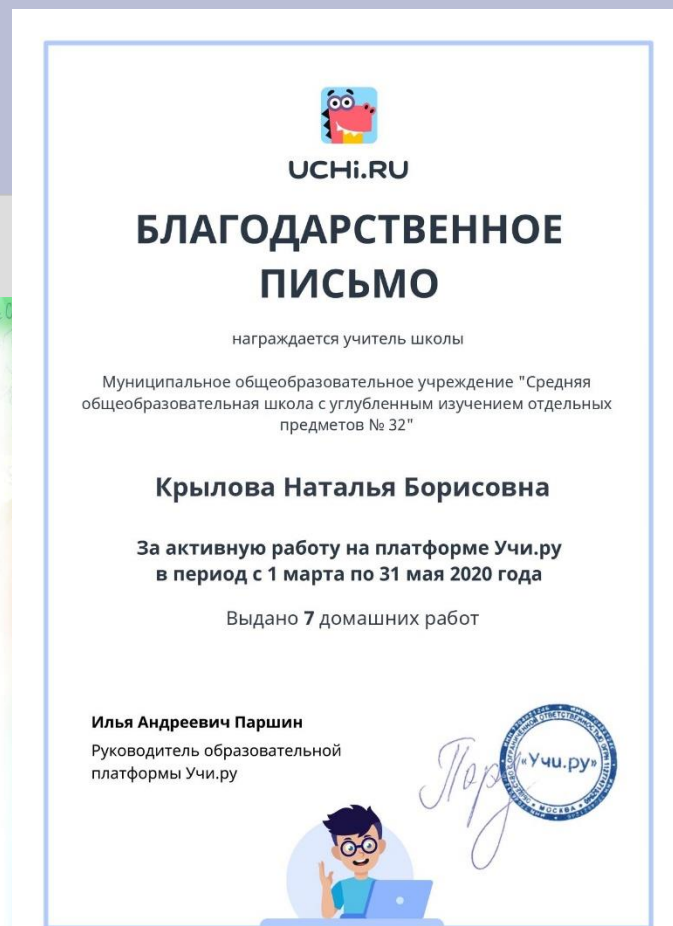 UCHi.RU
БЛАГОДАРСТВЕННОЕ
ПИСЬМО
награждается учитель школы
Муниципальное общеобразовательное учреждение "Средняя
общеобразовательная школа с углубленным изучением отдельных
предметов № 32"
Крылова Наталья Борисовна
За активную работу на платформе Учи.ру
в период с 1 марта по 31 мая 2020 года
Выдано 7 домашних работ
Илья Андреевич Паршин
Руководитель образовательной
платформы Учи.ру
«Учи.ру»
МОСКВА